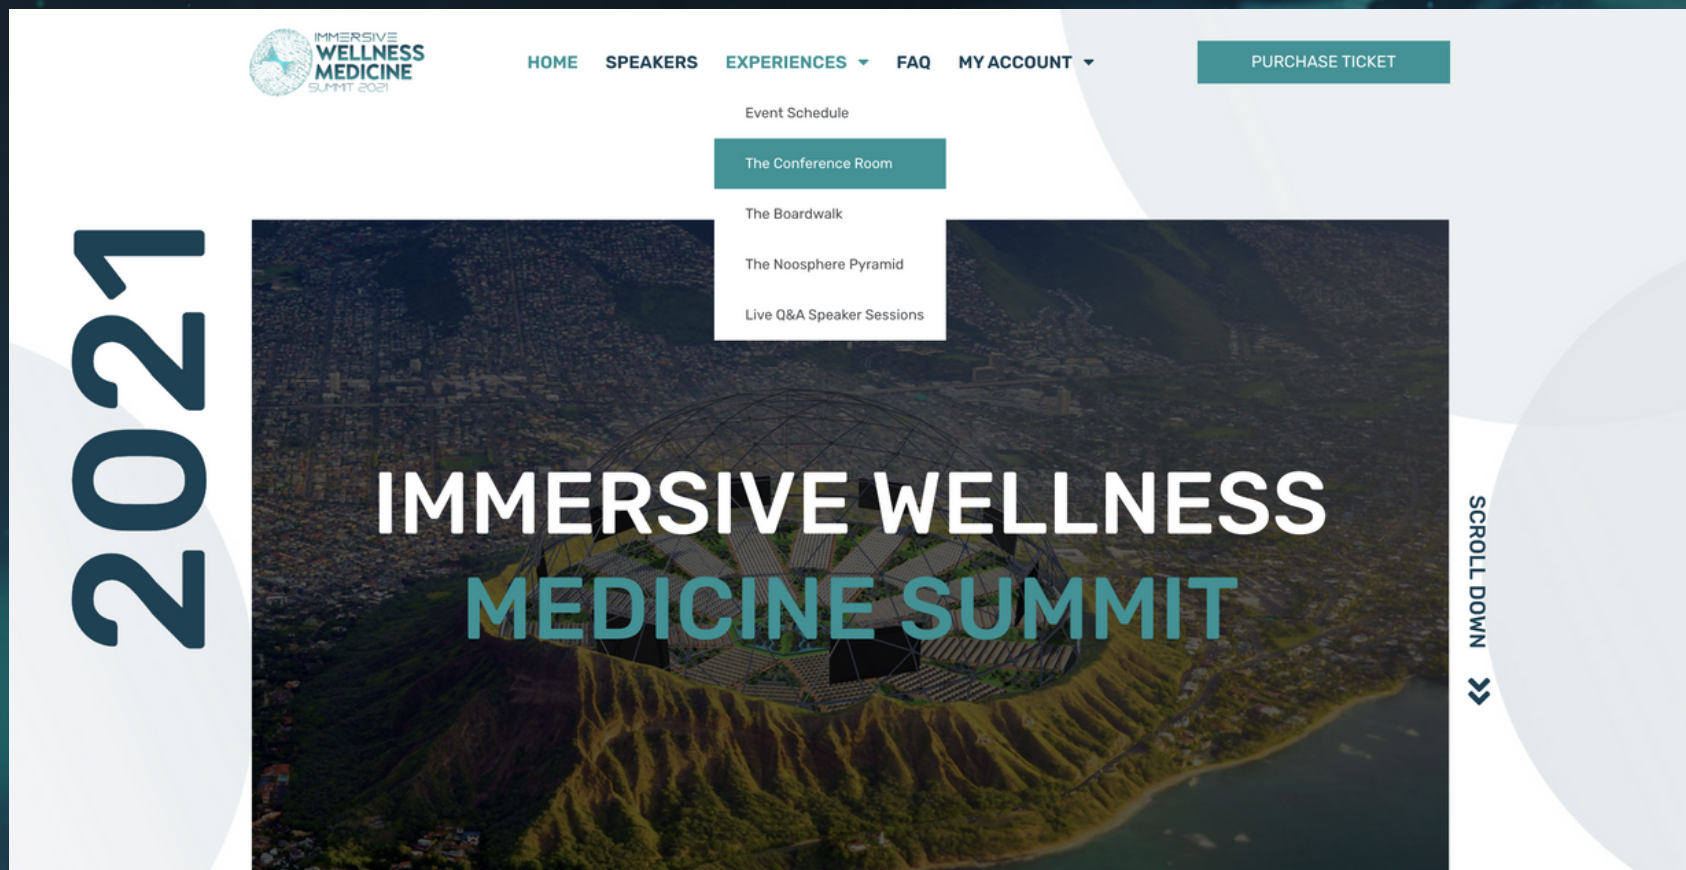 IMMERSIVE
WELLNESS
MEDICINE
SUMMIT 2021
HOME
SPEAKERS
EXPERIENCES
FAQ
MY ACCOUNT
PURCHASE TICKET
Event Schedule
The Conference Room
The Boardwalk
The Noosphere Pyramid
Live Q&A Speaker Sessions
2021
IMMERSIVE WELLNESS
MEDICINE SUMMIT
SCROLL DOWN